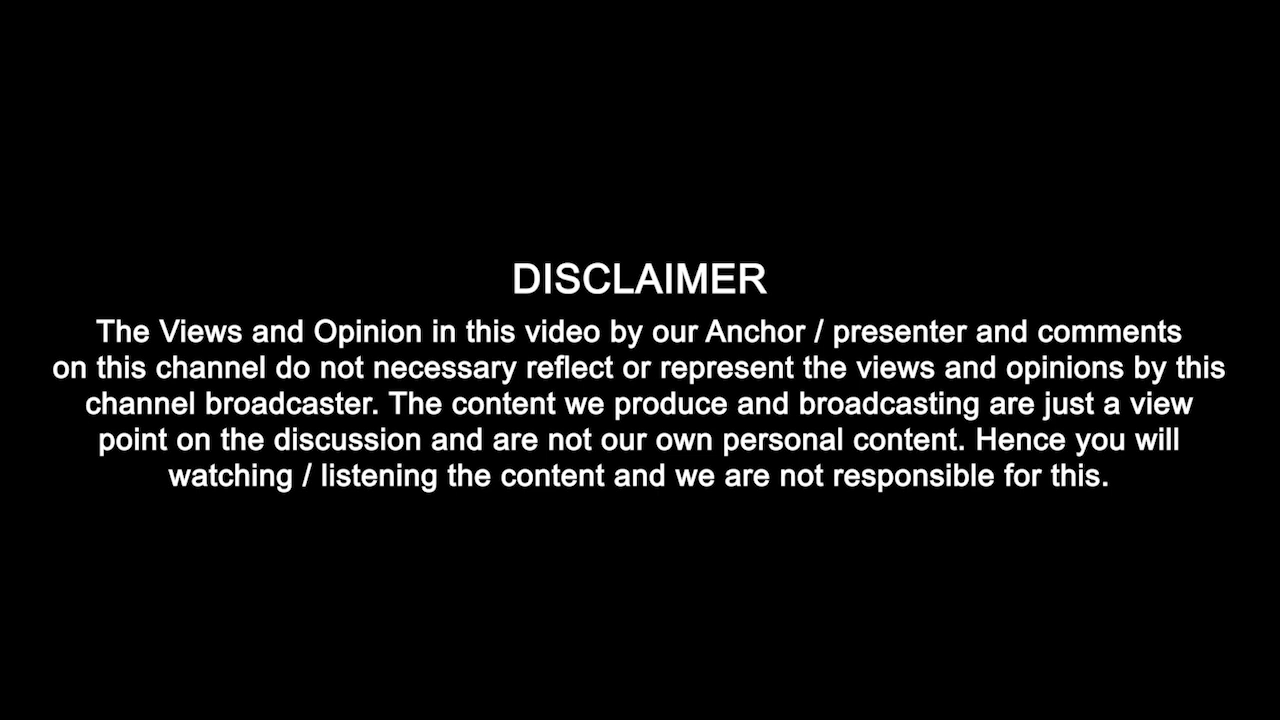 DISCLAIMER
The Views and Opinion in this video by our Anchor / presenter and comments
on this channel do not necessary reflect or represent the views and opinions by this
channel broadcaster. The content we produce and broadcasting are just a view
point on the discussion and are not our own personal content. Hence you will
watching / listening the content and we are not responsible for this.